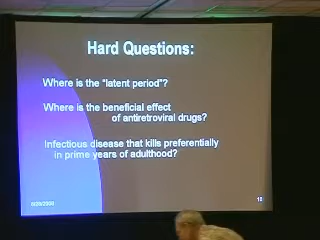 Hard Questions:
Where is the “latent period”?
Where is the beneficial effect
of antiretroviral drugs?
Infectious disease that kills preferentially
in prime years of adulthood?